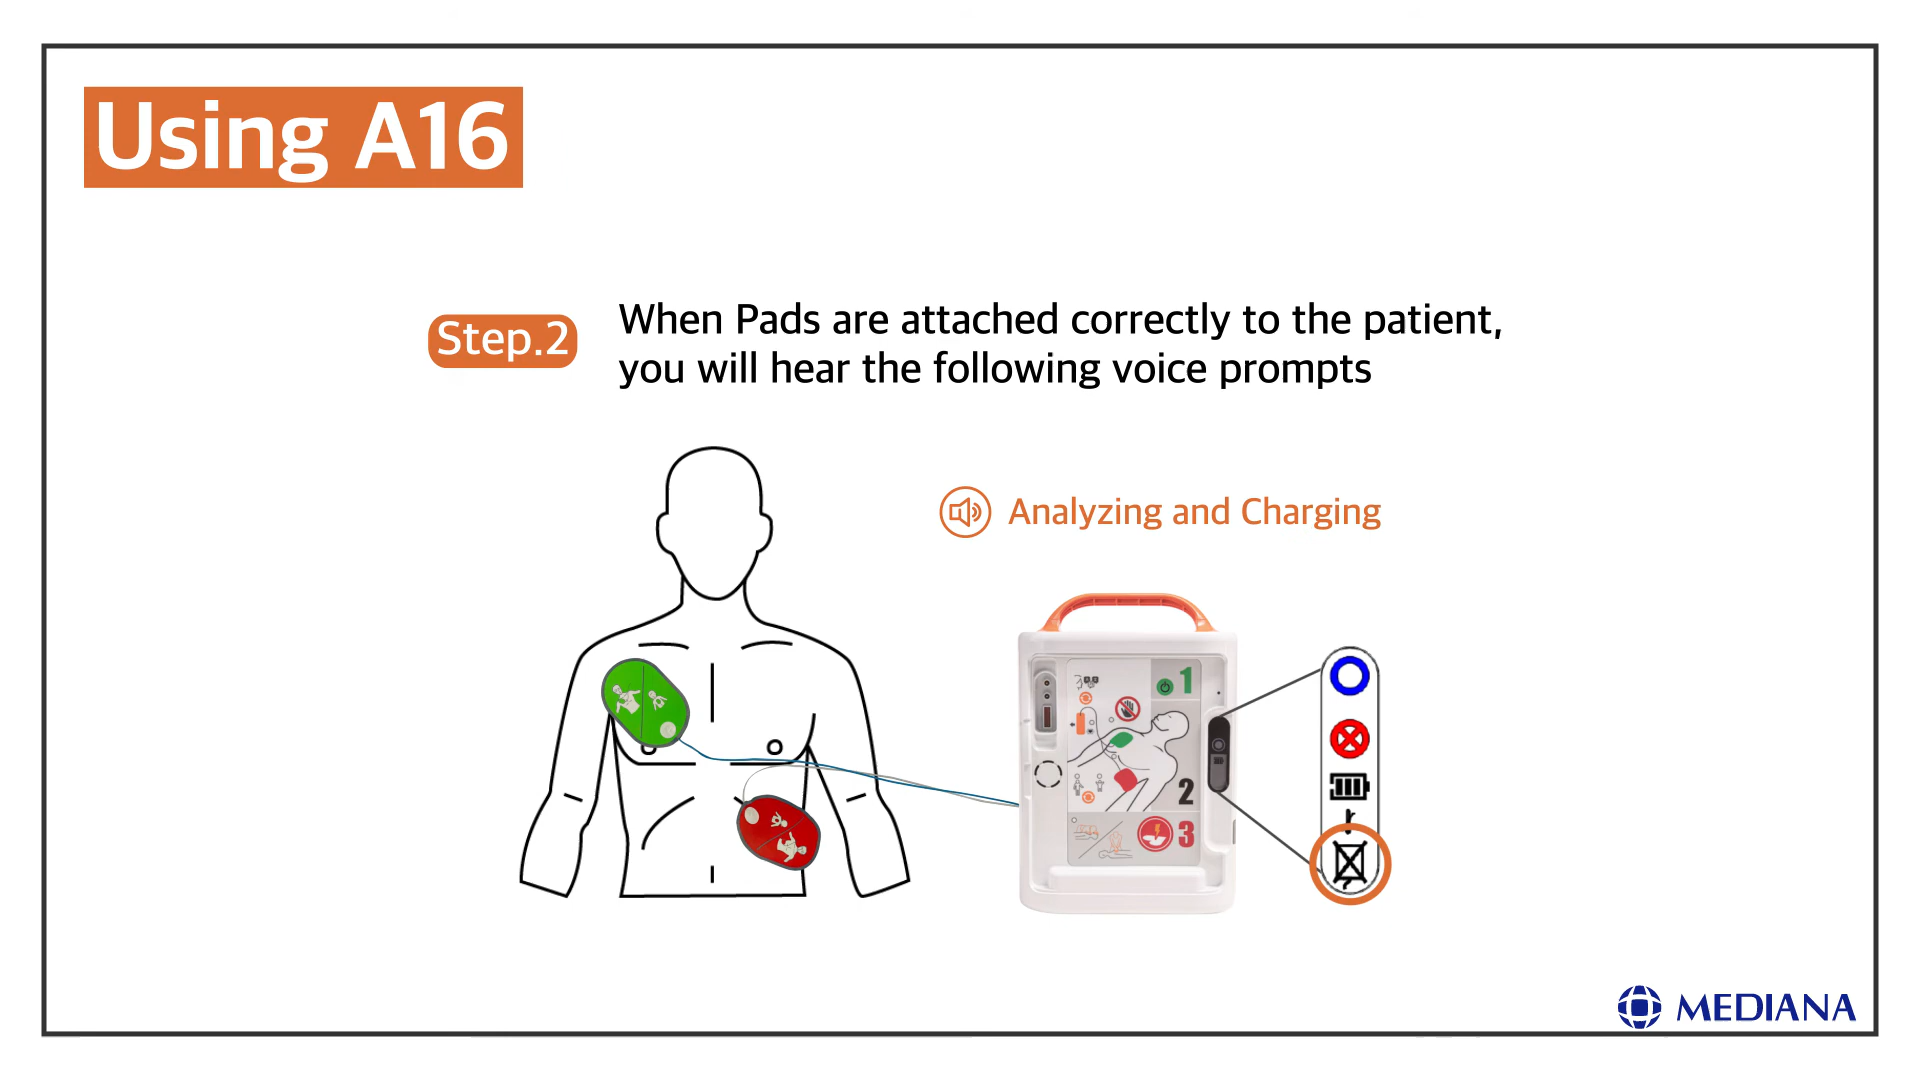 Using A16
Step.2
When Pads are attached correctly to the patient,
you will hear the following voice prompts
Analyzing and Charging
1
2
3
MEDIANA